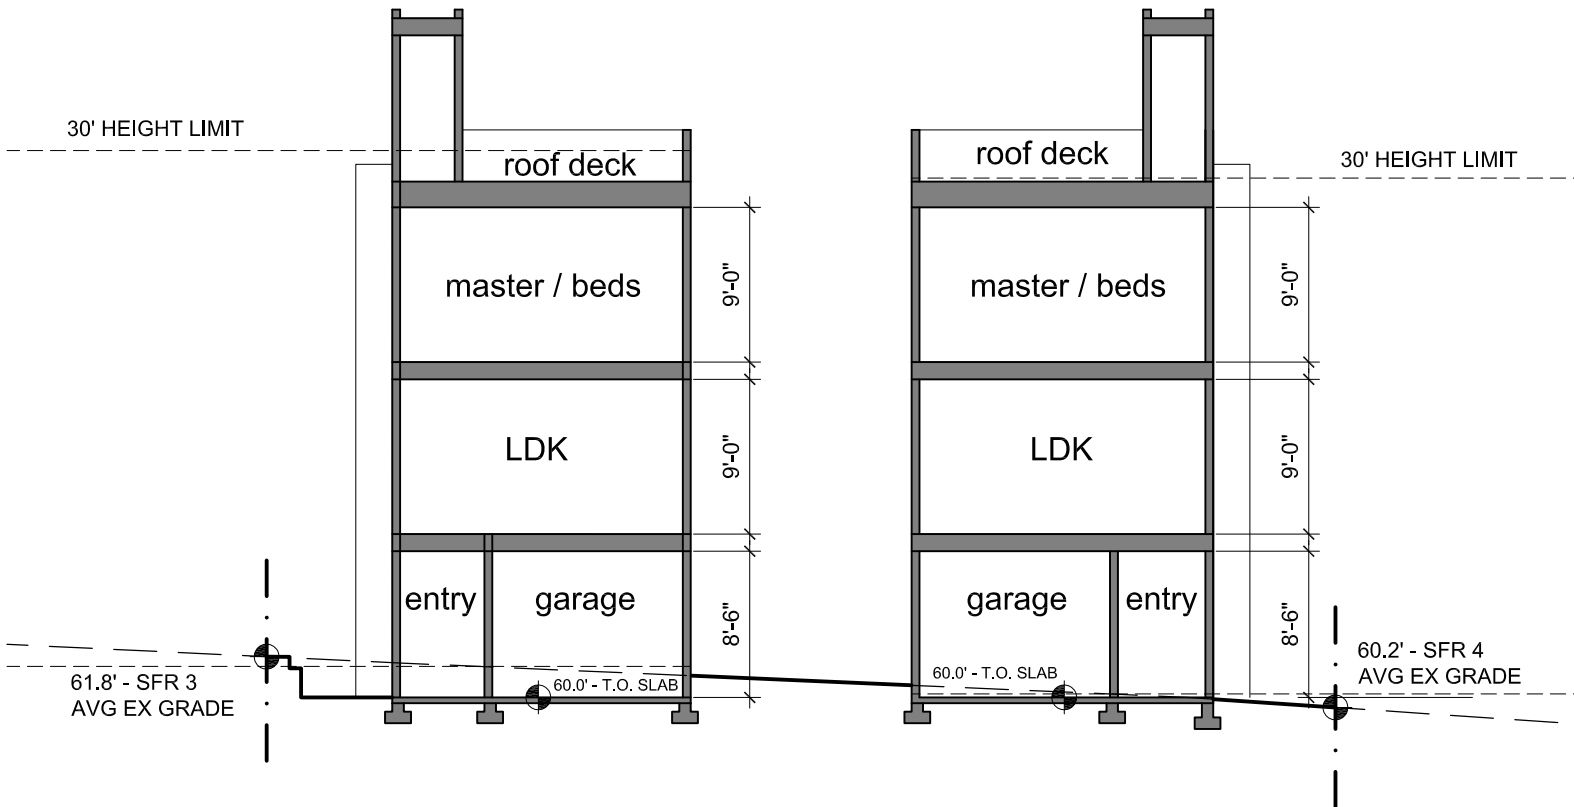 30' HEIGHT LIMIT
roof deck
master / beds
9'-0"
LDK
9'-0"
entry
garage
8'-6"
61.8' - SFR 3
AVG EX GRADE
60.0' - T.O. SLAB
roof deck
30' HEIGHT LIMIT
master / beds
9'-0"
LDK
9'-0"
garage
entry
8'-6"
60.0' - T.O. SLAB
60.2' - SFR 4
AVG EX GRADE